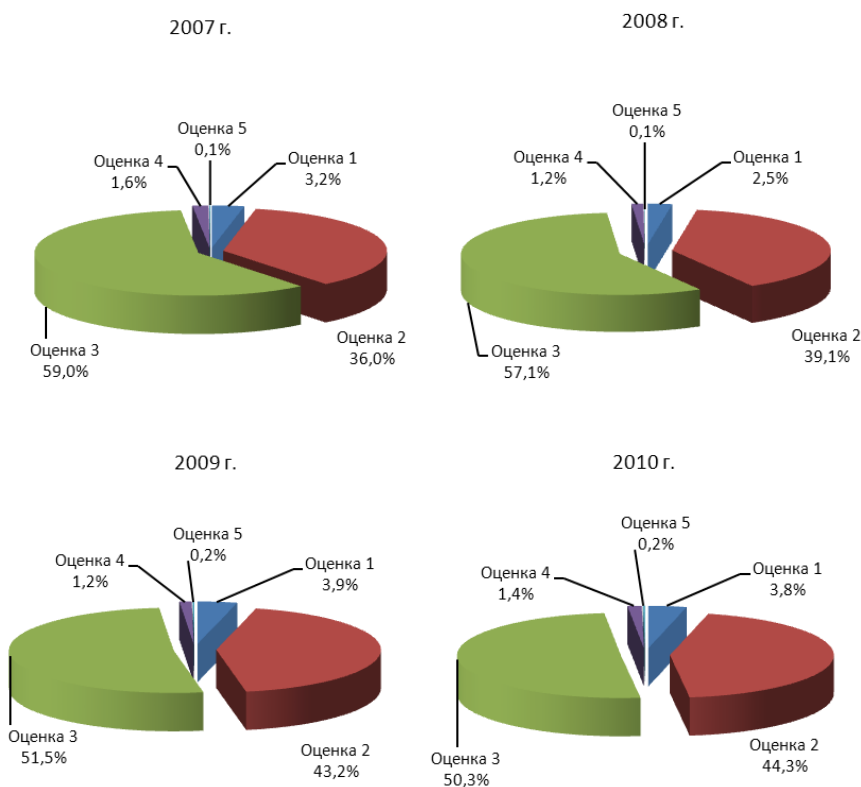 2007 г.
Оценка 5
0,1%
Оценка 4
1,6%
Оценка 1
3,2%
Оценка 3
59,0%
Оценка 2
36,0%
2008 г.
Оценка 5
0,1%
Оценка 4
1,2%
Оценка 1
2,5%
Оценка 3
57,1%
Оценка 2
39,1%
2009 г.
Оценка 5
0,2%
Оценка 4
1,2%
Оценка 1
3,9%
Оценка 3
51,5%
Оценка 2
43,2%
2010 г.
Оценка 5
0,2%
Оценка 4
1,4%
Оценка 1
3,8%
Оценка 3
50,3%
Оценка 2
44,3%